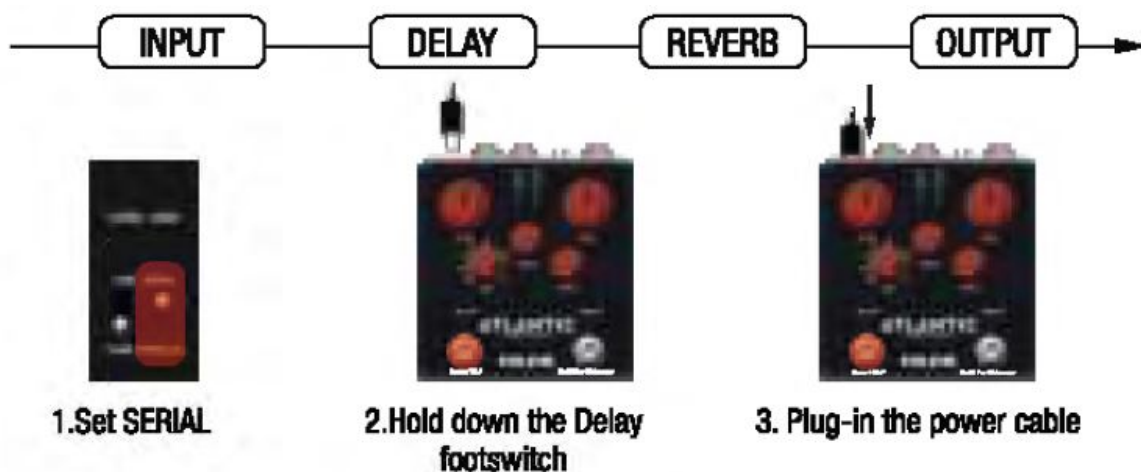 INPUT
DELAY
REVERB
OUTPUT
ATLANTIC
ATLANTIC
1.Set SERIAL
2.Hold down the Delay
footswitch
3. Plug-in the power cable